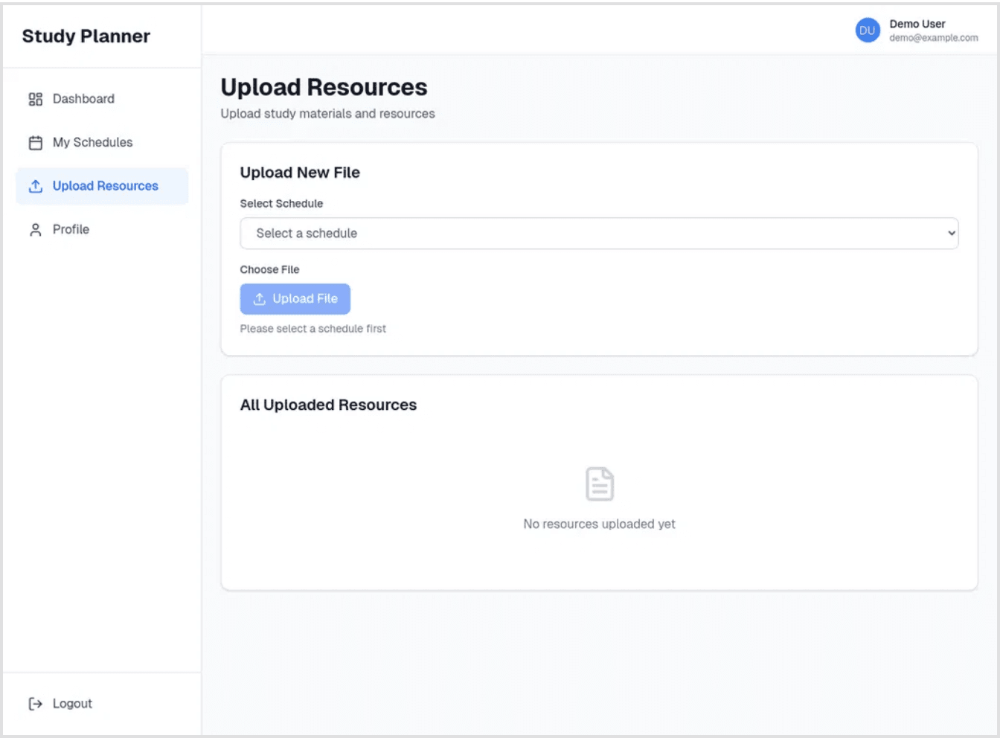 Study Planner
DU
Demo User
demo@example.com
Dashboard
My Schedules
Upload Resources
Profile
Upload Resources
Upload study materials and resources
Upload New File
Select Schedule
Select a schedule
Choose File
Upload File
Please select a schedule first
All Uploaded Resources
No resources uploaded yet
Logout